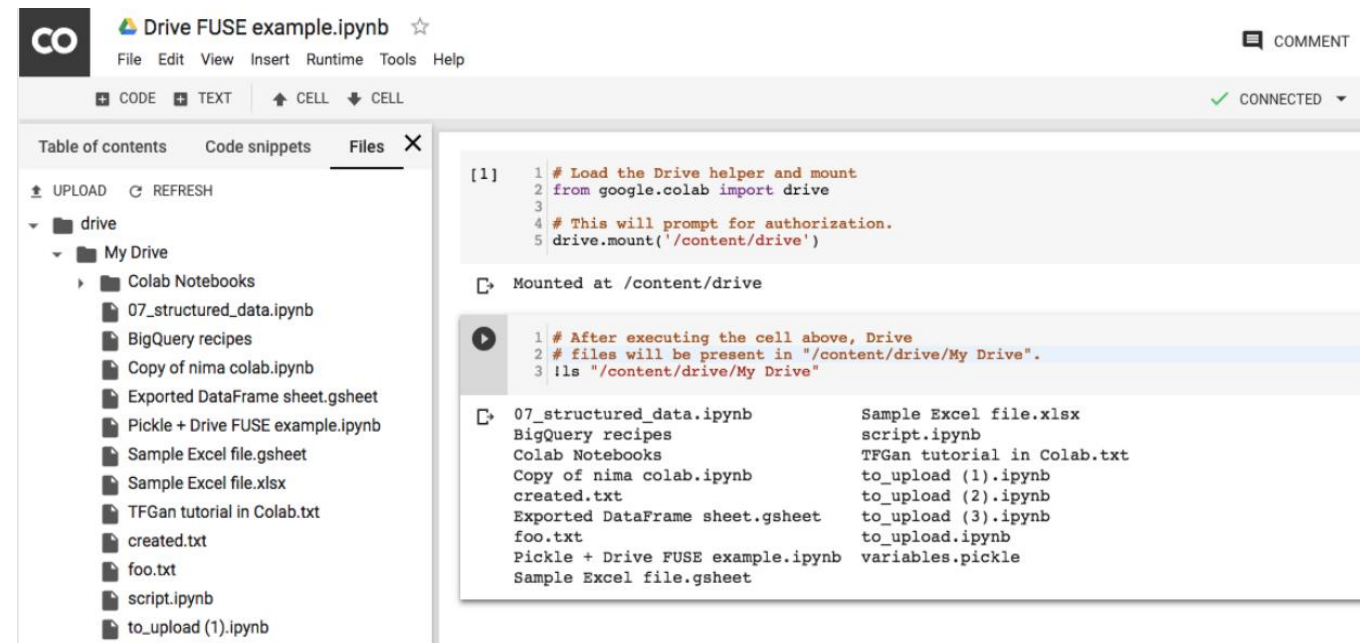 CO
Drive FUSE example.ipynb
File Edit View Insert Runtime Tools Help
COMMENT
CODE TEXT CELL CELL
CONNECTED
Table of contents Code snippets Files
UPLOAD REFRESH
drive
My Drive
Colab Notebooks
07_structured_data.ipynb
BigQuery recipes
Copy of nima colab.ipynb
Exported DataFrame sheet.gsheet
Pickle + Drive FUSE example.ipynb
Sample Excel file.gsheet
Sample Excel file.xlsx
TFGan tutorial in Colab.txt
created.txt
foo.txt
script.ipynb
to_upload (1).ipynb
[1]
1 # Load the Drive helper and mount
2 from google.colab import drive
3
4 # This will prompt for authorization.
5 drive.mount('/content/drive')
Mounted at /content/drive
1 # After executing the cell above, Drive
2 # files will be present in "/content/drive/My Drive".
3 !ls "/content/drive/My Drive"
07_structured_data.ipynb Sample Excel file.xlsx
BigQuery recipes script.ipynb
Colab Notebooks TFGan tutorial in Colab.txt
Copy of nima colab.ipynb to_upload (1).ipynb
created.txt to_upload (2).ipynb
Exported DataFrame sheet.gsheet to_upload (3).ipynb
foo.txt to_upload.ipynb
Pickle + Drive FUSE example.ipynb variables.pickle
Sample Excel file.gsheet